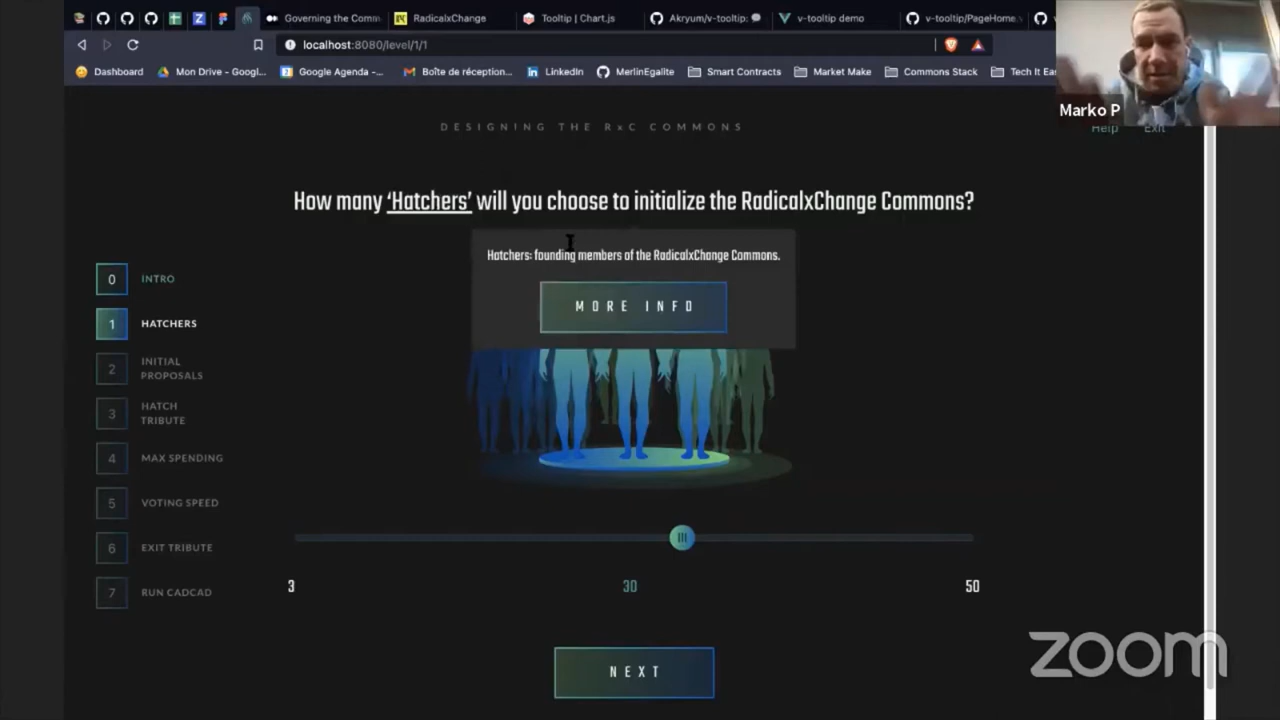 Governing the Comm
RadicalxChange
Tooltip | Chart.js
Akryum/v-tooltip:
v-tooltip demo
v-tooltip/PageHome.v
localhost:8080/level/1/1
Dashboard
Mon Drive - Googl...
Google Agenda -...
Boîte de réception...
LinkedIn
MerlinEgalite
Smart Contracts
Market Make
Commons Stack
Tech It Eas
Marko P
Help
Exit
DESIGNING THE RxC COMMONS
How many ‘Hatchers’ will you choose to initialize the RadicalxChange Commons?
Hatchers: founding members of the RadicalxChange Commons.
MORE INFO
0 INTRO
1 HATCHERS
2 INITIAL
PROPOSALS
3 HATCH
TRIBUTE
4 MAX SPENDING
5 VOTING SPEED
6 EXIT TRIBUTE
7 RUN CADCAD
3 30 50
NEXT
zoom